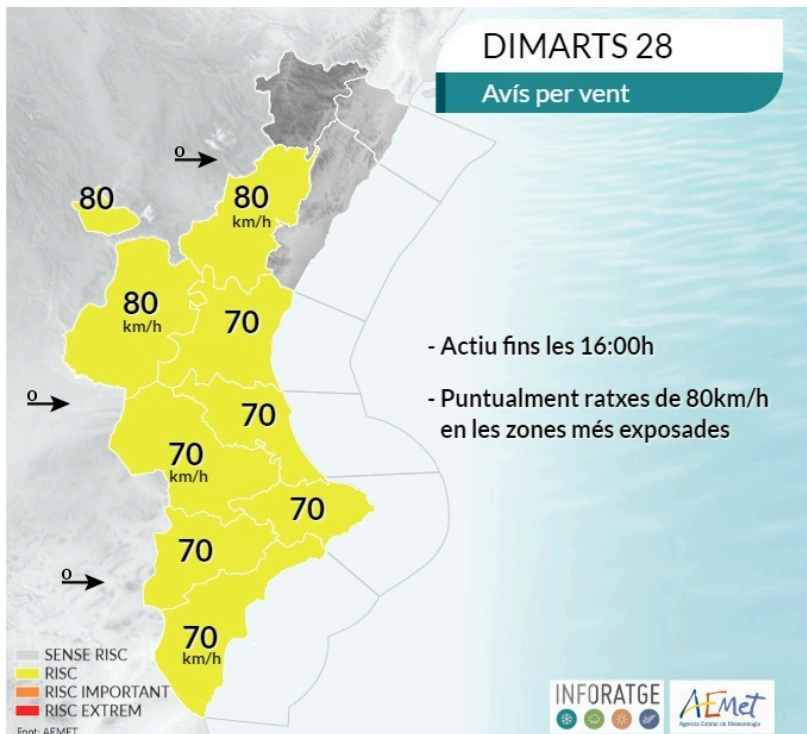 DIMARTS 28
Avís per vent
O
80
80
km/h
80
km/h
70
- Actiu fins les 16:00h
- Puntualment ratxes de 80km/h
en les zones més exposades
O
70
70
km/h
70
70
O
70
km/h
SENSE RISC
RISC
RISC IMPORTANT
RISC EXTREM
Font: AEMET
INFORATGE
AEMet
Agencia Estatal de Meteorología